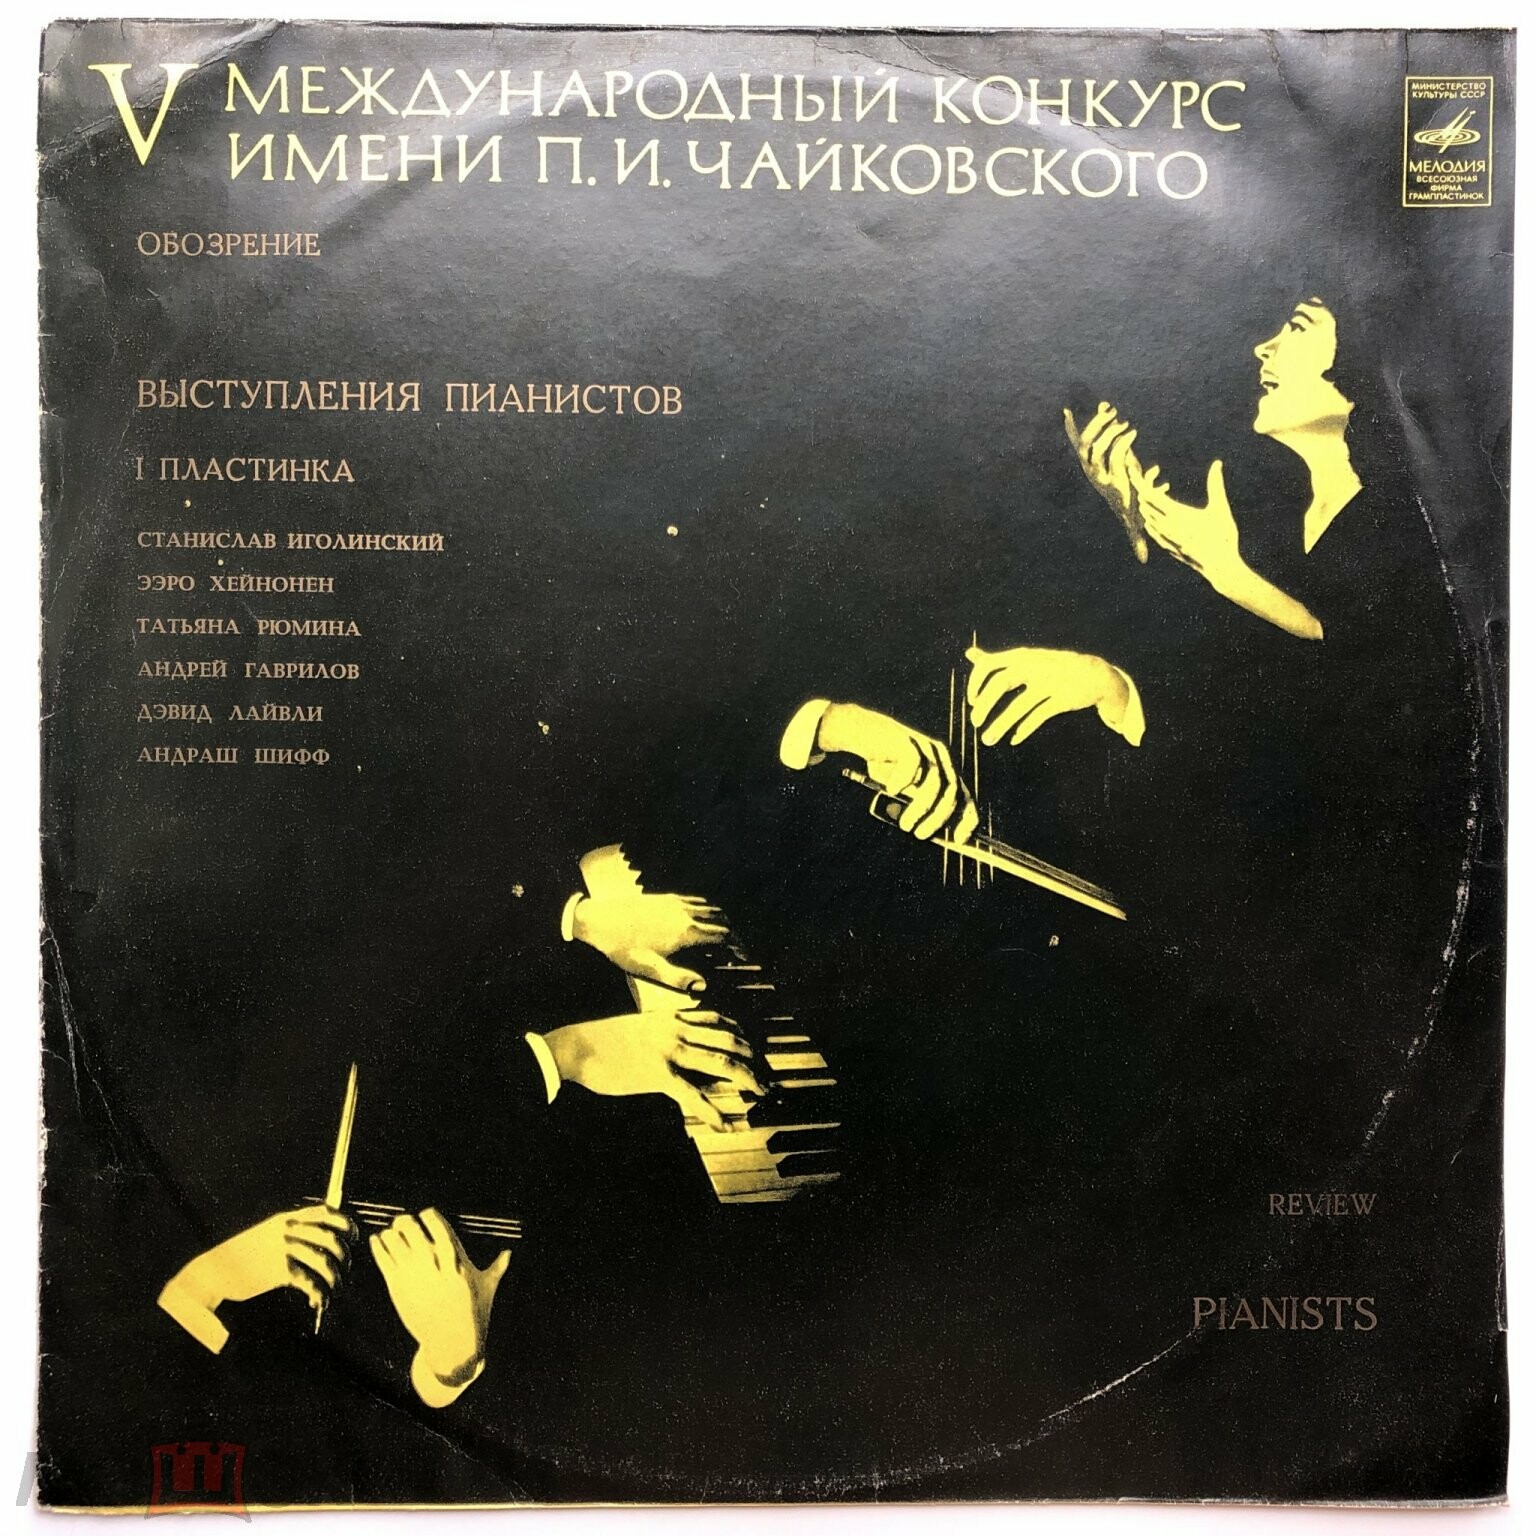 V МЕЖДУНАРОДНЫЙ КОНКУРС
ИМЕНИ П. И. ЧАЙКОВСКОГО
МИНИСТЕРСТВО
КУЛЬТУРЫ СССР
МЕЛОДИЯ
ВСЕСОЮЗНАЯ
ФИРМА
ГРАМПЛАСТИНОК
ОБОЗРЕНИЕ
ВЫСТУПЛЕНИЯ ПИАНИСТОВ
I ПЛАСТИНКА
СТАНИСЛАВ ИГОЛИНСКИЙ
ЭЭРО ХЕЙНОНЕН
ТАТЬЯНА РЮМИНА
АНДРЕЙ ГАВРИЛОВ
ДЭВИД ЛАЙВЛИ
АНДРАШ ШИФФ
REVIEW
PIANISTS